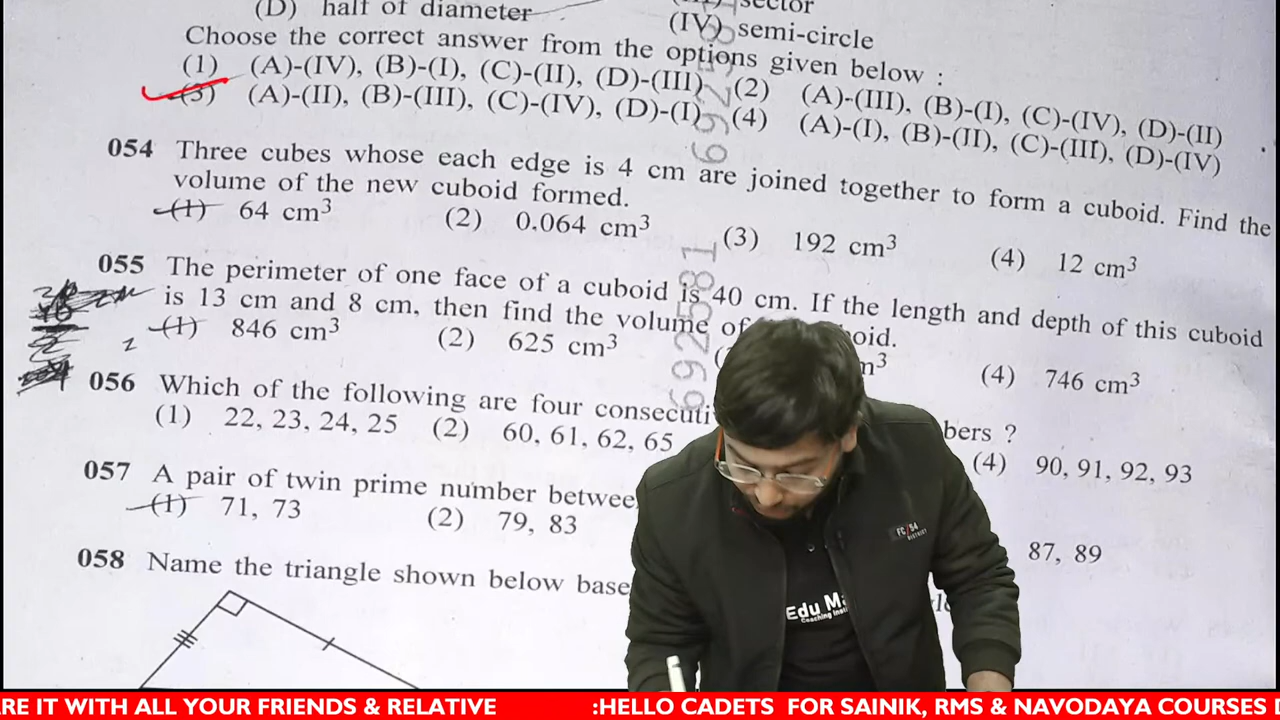 (D) half of diameter
sector
(IV) semi-circle
Choose the correct answer from the options given below :
(1) (A)-(IV), (B)-(I), (C)-(II), (D)-(III) (2) (A)-(III), (B)-(I), (C)-(IV), (D)-(II)
(3) (A)-(II), (B)-(III), (C)-(IV), (D)-(I) (4) (A)-(I), (B)-(II), (C)-(III), (D)-(IV)
054 Three cubes whose each edge is 4 cm are joined together to form a cuboid. Find the
volume of the new cuboid formed.
(1) 64 cm³ (2) 0.064 cm³ (3) 192 cm³ (4) 12 cm³
055 The perimeter of one face of a cuboid is 40 cm. If the length and depth of this cuboid
is 13 cm and 8 cm, then find the volume of
(1) 846 cm³ (2) 625 cm³ (4) 746 cm³
6922581
056 Which of the following are four
(1) 22, 23, 24, 25 (2) 60, 61, 62, 65 (4) 90, 91, 92, 93
057 A pair of twin prime number
(1) 71, 73 (2) 79, 83 87, 89
058 Name the triangle shown below
FC/54
DISTRICT
Edu
Coaching
ARE IT WITH ALL YOUR FRIENDS & RELATIVE :HELLO CADETS FOR SAINIK, RMS & NAVODAYA COURSES